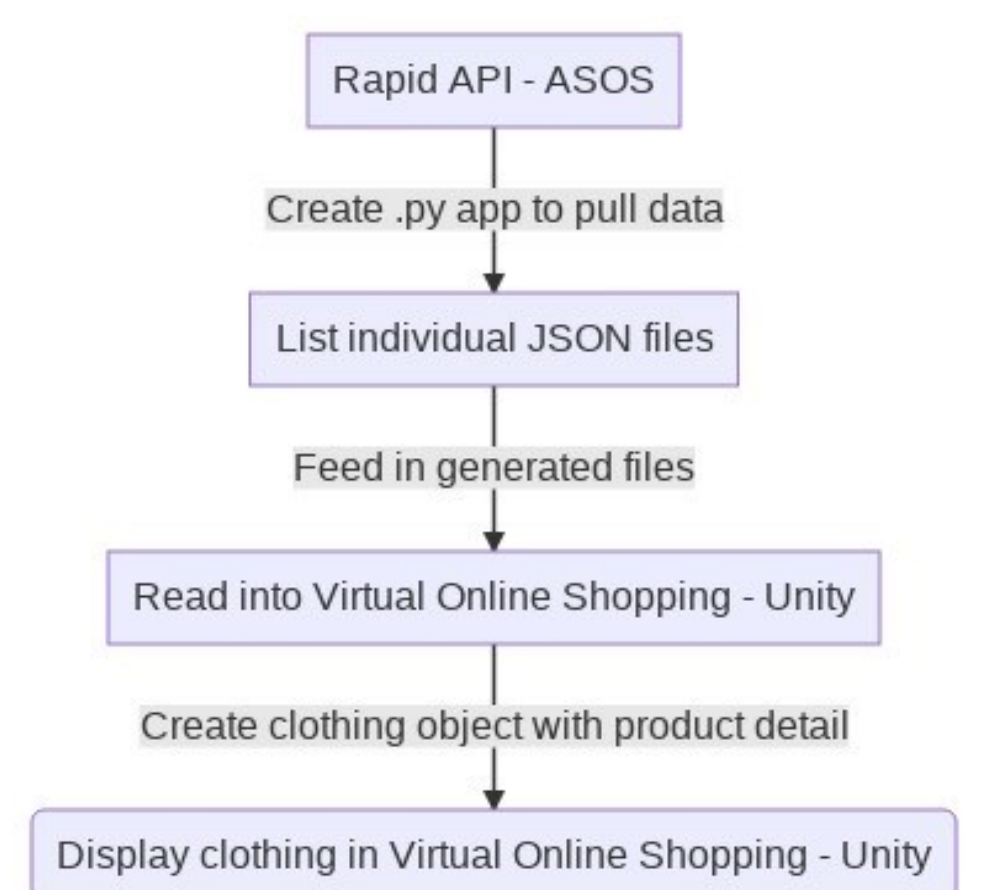 Rapid API - ASOS
Create .py app to pull data
List individual JSON files
Feed in generated files
Read into Virtual Online Shopping - Unity
Create clothing object with product detail
Display clothing in Virtual Online Shopping - Unity